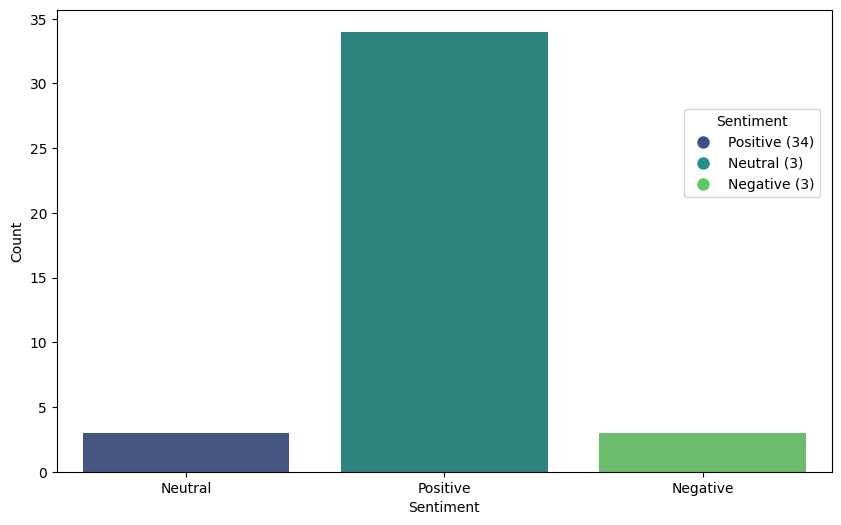 35
30
25
20
15
10
5
0
Count
Sentiment
Positive (34)
Neutral (3)
Negative (3)
Neutral
Positive
Negative
Sentiment